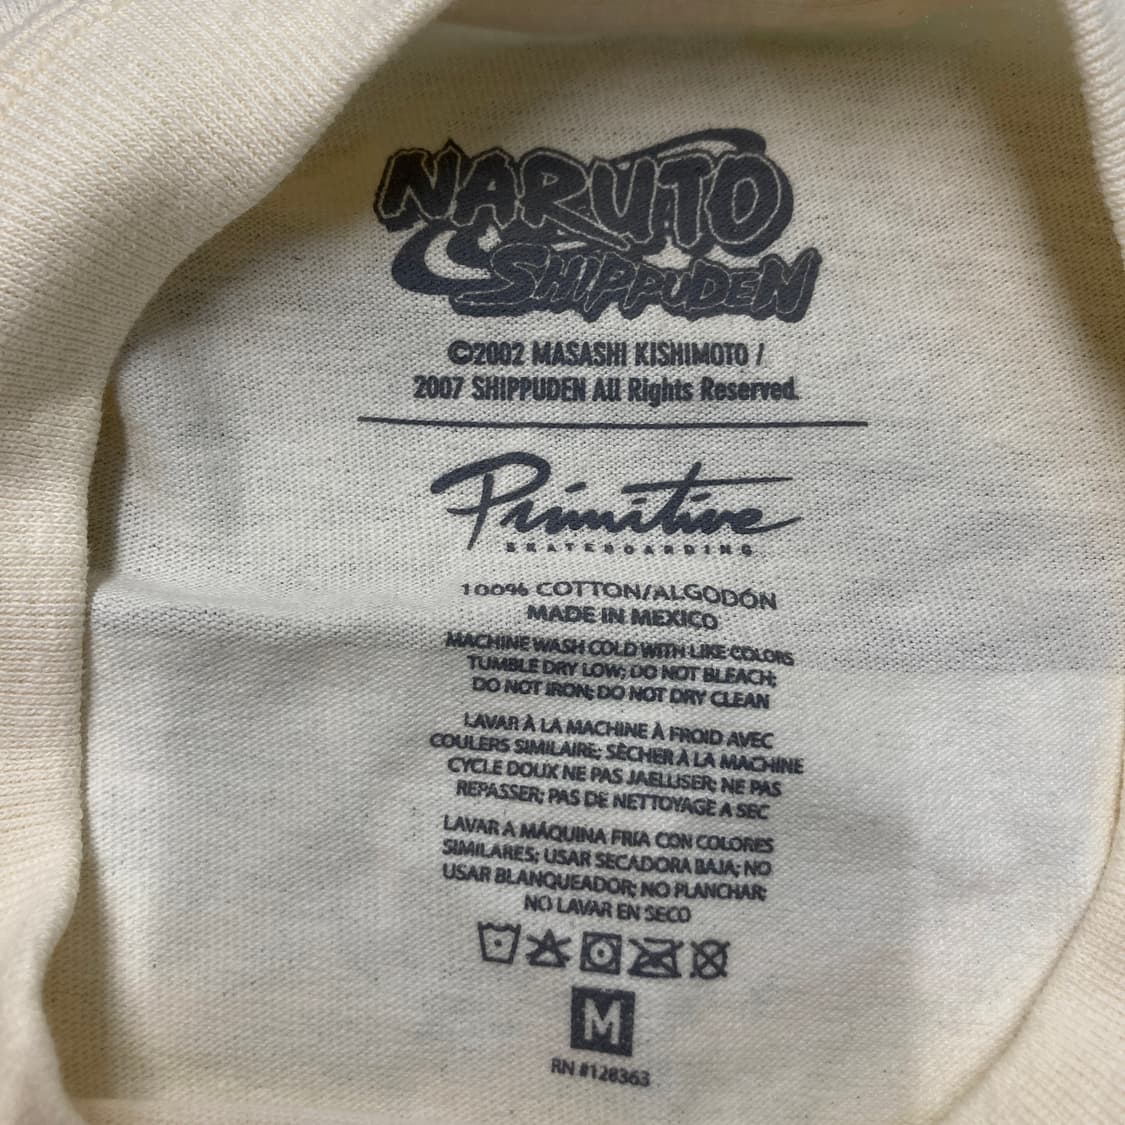 NARUTO
SHIPPUDEN
©2002 MASASHI KISHIMOTO /
2007 SHIPPUDEN All Rights Reserved.
Primitive
SKATEBOARDING
100% COTTON/ALGODÓN
MADE IN MEXICO
MACHINE WASH COLD WITH LIKE COLORS
TUMBLE DRY LOW; DO NOT BLEACH;
DO NOT IRON; DO NOT DRY CLEAN
LAVAR À LA MACHINE À FROID AVEC
COULERS SIMILAIRE; SÈCHER À LA MACHINE
CYCLE DOUX NE PAS JAELLISER; NE PAS
REPASSER; PAS DE NETTOYAGE A SEC
LAVAR A MÁQUINA FRIA CON COLORES
SIMILARES; USAR SECADORA BAJA; NO
USAR BLANQUEADOR; NO PLANCHAR;
NO LAVAR EN SECO
M
RN #128363